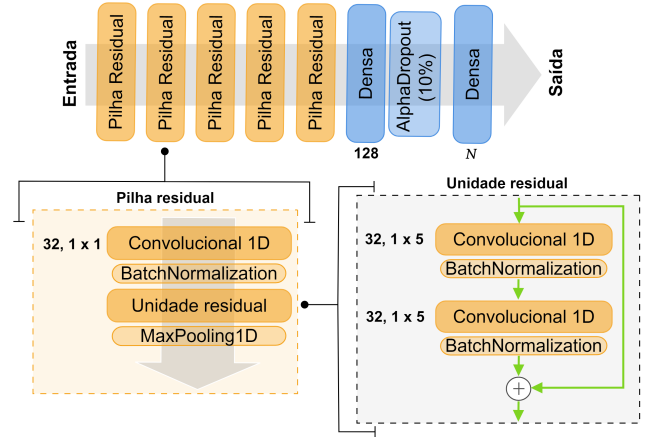 Entrada
Pilha Residual
Pilha Residual
Pilha Residual
Pilha Residual
Pilha Residual
Densa
AlphaDropout
(10%)
Densa
Saída
128
N
Pilha residual
32, 1 x 1
Convolucional 1D
BatchNormalization
Unidade residual
MaxPooling1D
Unidade residual
32, 1 x 5
Convolucional 1D
BatchNormalization
32, 1 x 5
Convolucional 1D
BatchNormalization
+